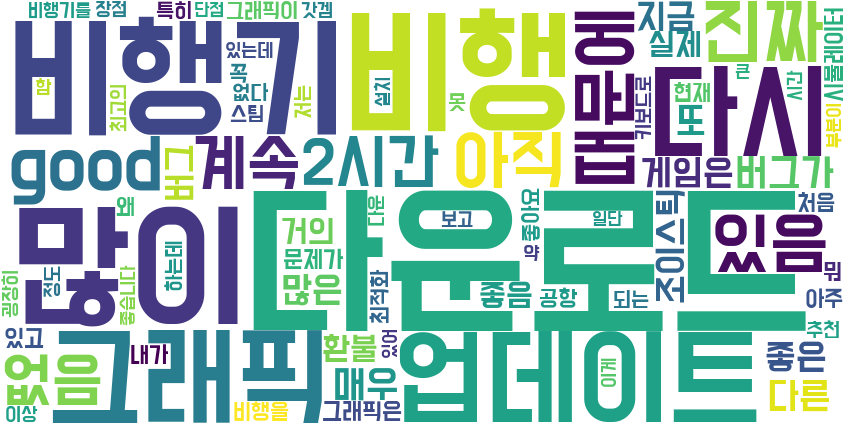 비행기를 장점 특히 단점 그래픽이 갓겜
비행기
비행
때문에
지금
실제
진짜
시뮬레이터
함
최고의
있는데
꼭
없다
스팀
저는
설치
못
키보드로
다시
현재
큰
시간
또
부분이
good
버그
계속
2시간
아직
게임은
버그가
왜
많이
다운로드
거의
문제가
많은
다운
보고
좋아요
약
일단
조이스틱
있음
처음
뭐
아주
굉장히
정도
좋습니다
하는데
최적화
좋음
공항
되는
있고
내가
그래픽
환불
있어
업데이트
이게
추천
좋은
없음
이상
매우
비행을
그래픽은
다른